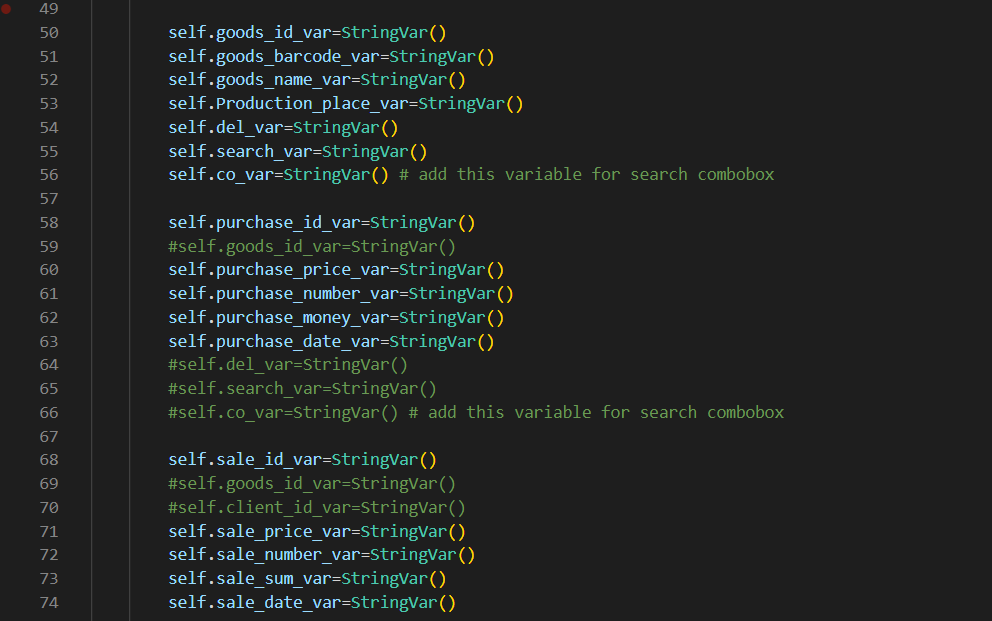 49
50 self.goods_id_var=StringVar()
51 self.goods_barcode_var=StringVar()
52 self.goods_name_var=StringVar()
53 self.Production_place_var=StringVar()
54 self.del_var=StringVar()
55 self.search_var=StringVar()
56 self.co_var=StringVar() # add this variable for search combobox
57
58 self.purchase_id_var=StringVar()
59 #self.goods_id_var=StringVar()
60 self.purchase_price_var=StringVar()
61 self.purchase_number_var=StringVar()
62 self.purchase_money_var=StringVar()
63 self.purchase_date_var=StringVar()
64 #self.del_var=StringVar()
65 #self.search_var=StringVar()
66 #self.co_var=StringVar() # add this variable for search combobox
67
68 self.sale_id_var=StringVar()
69 #self.goods_id_var=StringVar()
70 #self.client_id_var=StringVar()
71 self.sale_price_var=StringVar()
72 self.sale_number_var=StringVar()
73 self.sale_sum_var=StringVar()
74 self.sale_date_var=StringVar()